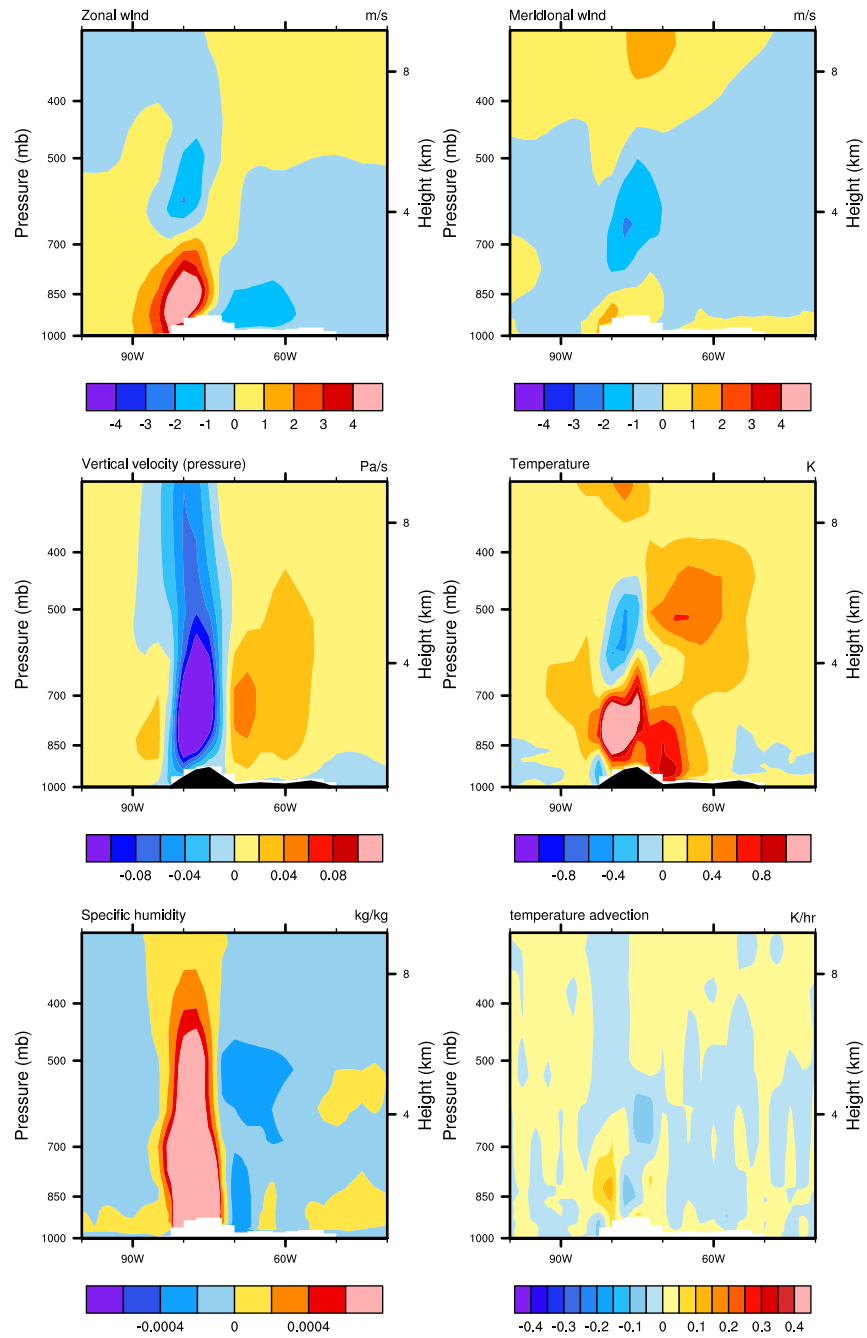 Zonal wind m/s
Meridional wind m/s
Pressure (mb)
Height (km)
400
500
700
850
1000
8
4
90W 60W
-4 -3 -2 -1 0 1 2 3 4
Pressure (mb)
Height (km)
400
500
700
850
1000
8
4
90W 60W
-4 -3 -2 -1 0 1 2 3 4
Vertical velocity (pressure) Pa/s
Temperature K
Pressure (mb)
Height (km)
400
500
700
850
1000
8
4
90W 60W
-0.08 -0.04 0 0.04 0.08
Pressure (mb)
Height (km)
400
500
700
850
1000
8
4
90W 60W
-0.8 -0.4 0 0.4 0.8
Specific humidity kg/kg
temperature advection K/hr
Pressure (mb)
Height (km)
400
500
700
850
1000
8
4
90W 60W
-0.0004 0 0.0004
Pressure (mb)
Height (km)
400
500
700
850
1000
8
4
90W 60W
-0.4 -0.3 -0.2 -0.1 0 0.1 0.2 0.3 0.4